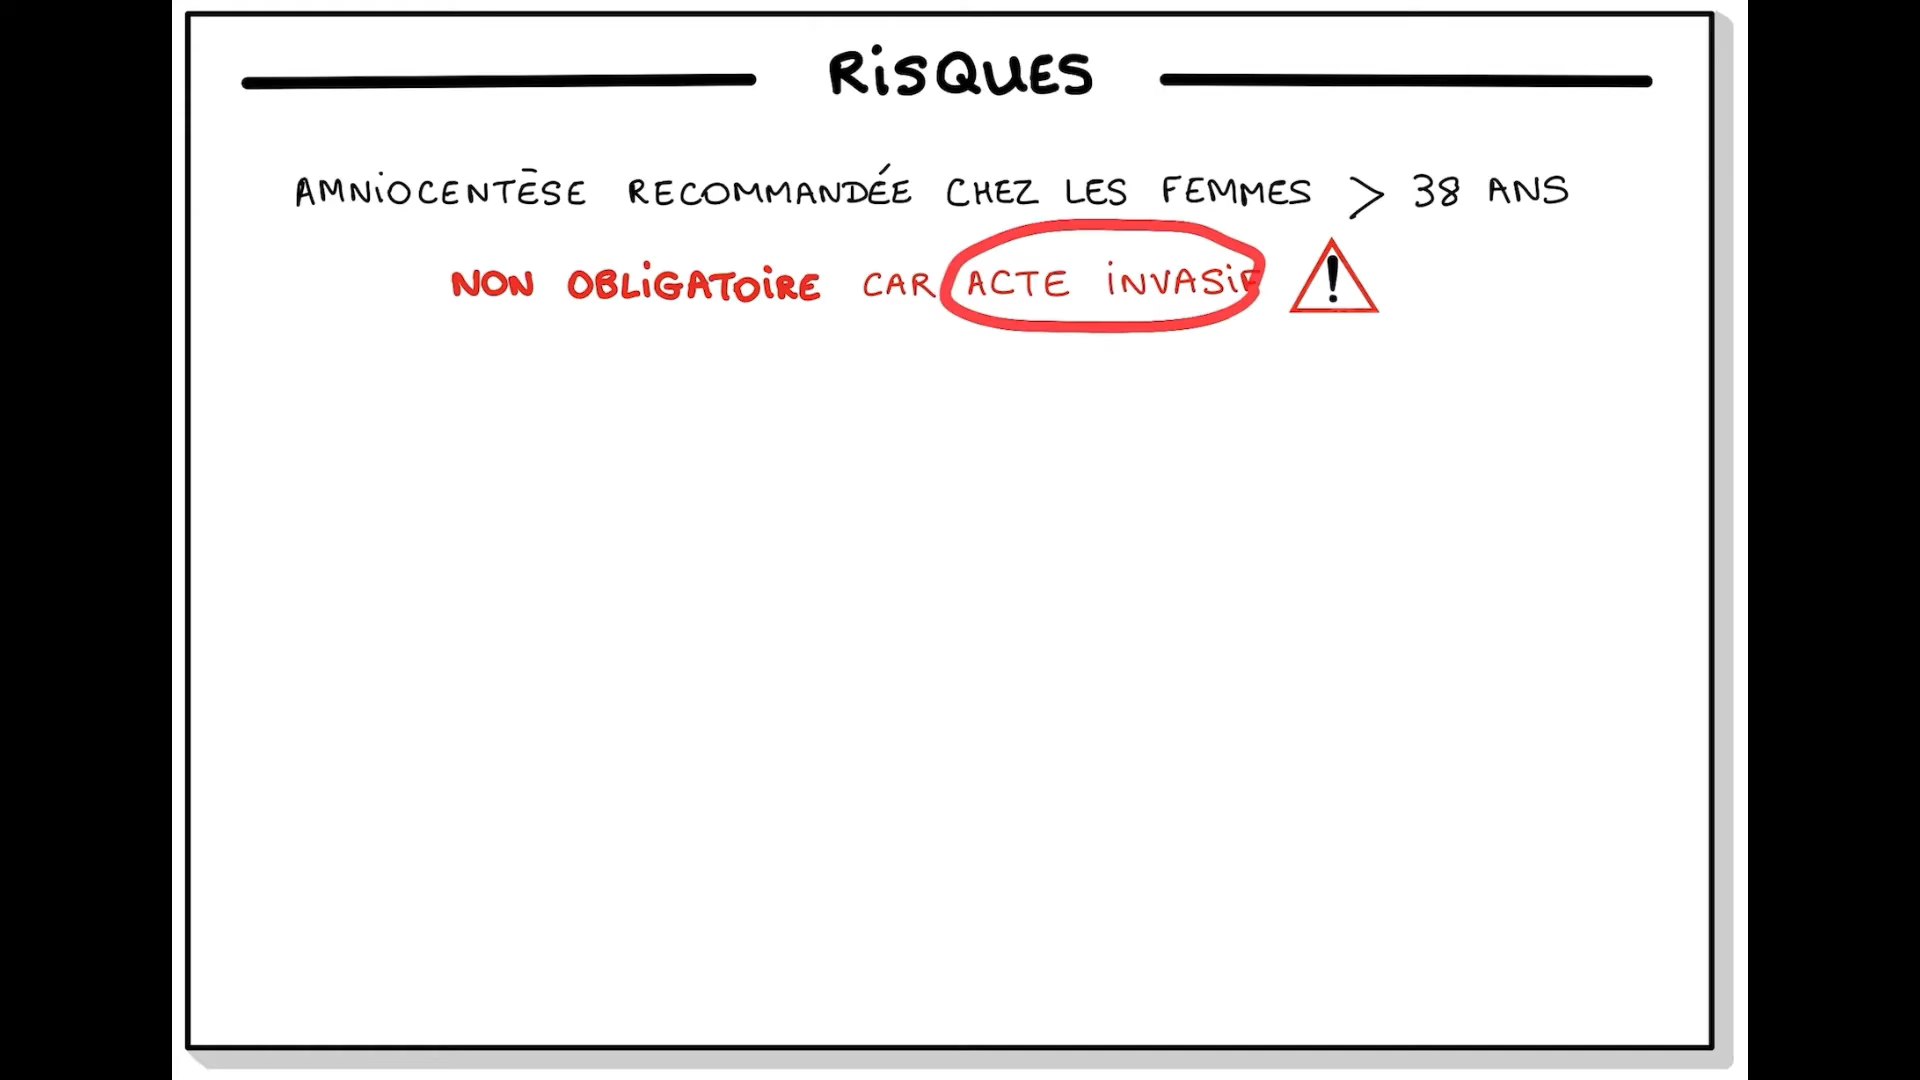 RiSQUES
AMNiOCENTÈSE RECOMMANDÉE CHEZ LES FEMMES > 38 ANS
NON OBLiGATOiRE CAR ACTE iNVASiF
!